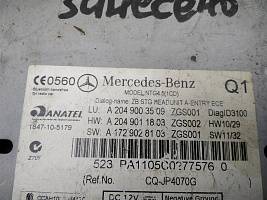 CE0560 Mercedes-Benz Q1
MODEL:NTG4.5(1CD)
Dialog-name: ZB STG HEADUNIT A-ENTRY ECE
ANATEL
1847-10-5179
LU: A 204 900 35 09 ZGS001 DiagID3100
HW: A 204 901 18 03 ZGS002 HW10/29
SW: A 172 902 81 03 ZGS001 SW11/32
523 PA1105C0277576 0
(Ref.No. CQ-JP4070G
DC 12V